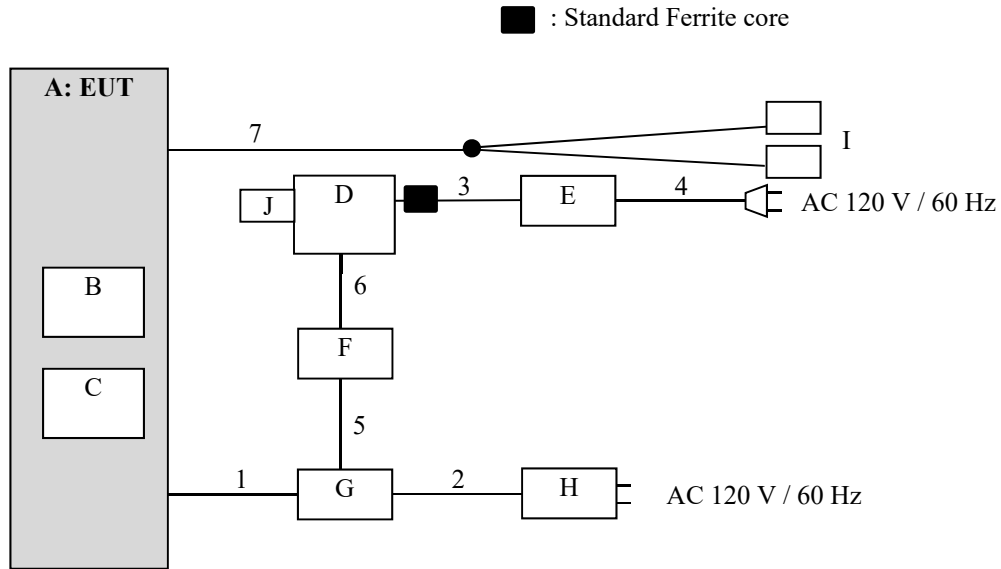 : Standard Ferrite core
A: EUT
7
I
J
D
3
E
4
AC 120 V / 60 Hz
B
6
F
C
5
1
G
2
H
AC 120 V / 60 Hz